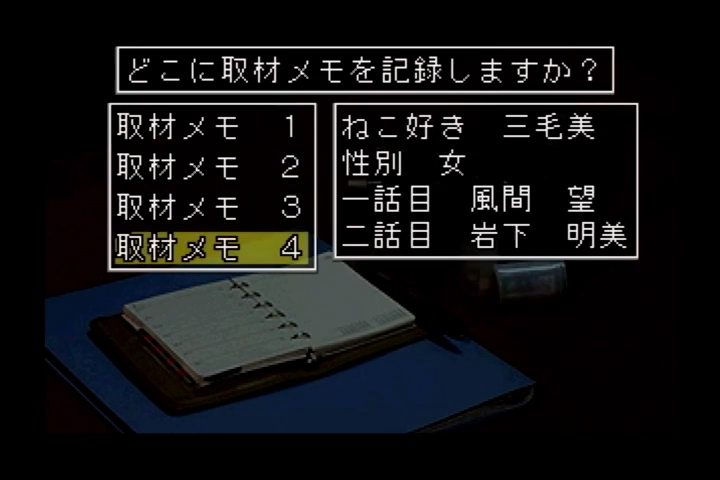 どこに取材メモを記録しますか？
取材メモ　1
取材メモ　2
取材メモ　3
取材メモ　4
ねこ好き　三毛美
性別　女
一話目　風間　望
二話目　岩下　明美